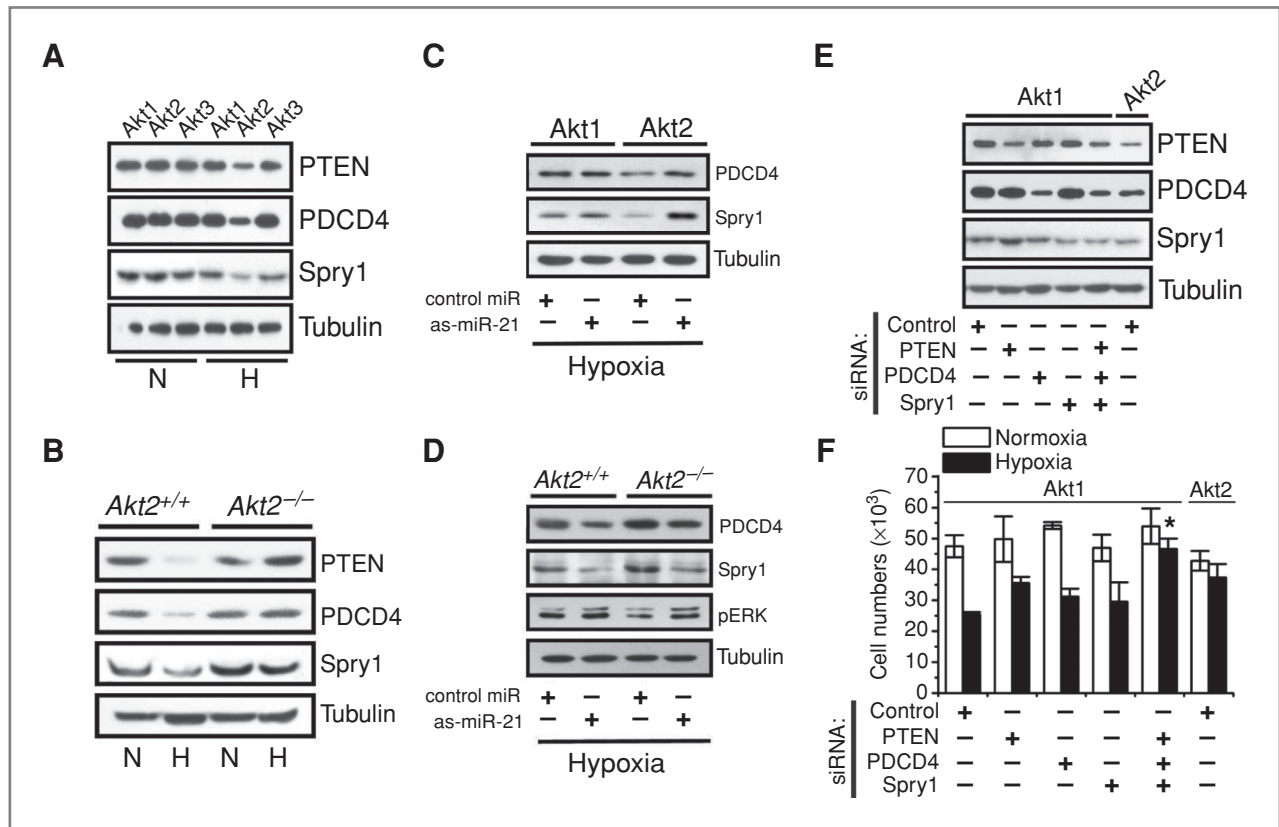 A
Akt1 Akt2 Akt3 Akt1 Akt2 Akt3
PTEN
PDCD4
Spry1
Tubulin
N H
B
Akt2+/+ Akt2−/−
PTEN
PDCD4
Spry1
Tubulin
N H N H
C
Akt1 Akt2
PDCD4
Spry1
Tubulin
control miR + − + −
as-miR-21 − + − +
Hypoxia
D
Akt2+/+ Akt2−/−
PDCD4
Spry1
pERK
Tubulin
control miR + − + −
as-miR-21 − + − +
Hypoxia
E
Akt1 Akt2
PTEN
PDCD4
Spry1
Tubulin
siRNA:
Control + − − − − +
PTEN − + − − + −
PDCD4 − − + − + −
Spry1 − − − + + −
F
Normoxia
Hypoxia
Akt1 Akt2
*
Cell numbers (×10³)
70
60
50
40
30
20
10
0
siRNA:
Control + − − − − +
PTEN − + − − + −
PDCD4 − − + − + −
Spry1 − − − + + −